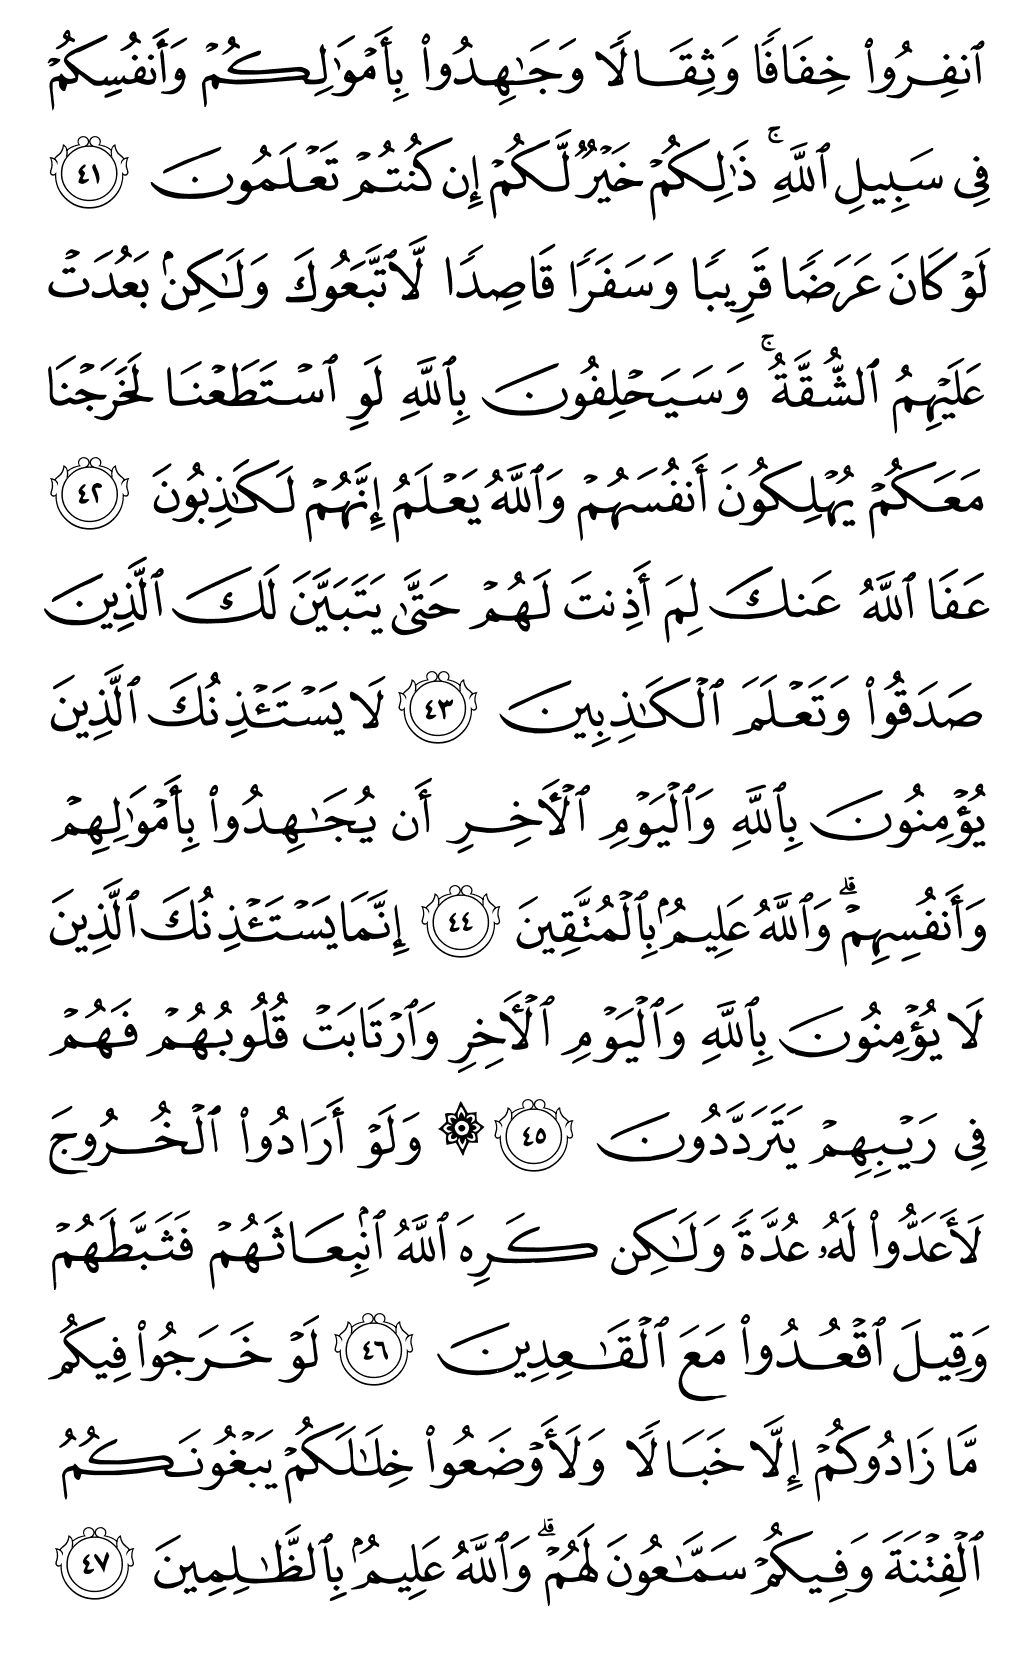 ٱنفِرُوا۟ خِفَافًا وَثِقَالًا وَجَـٰهِدُوا۟ بِأَمْوَٰلِكُمْ وَأَنفُسِكُمْ
فِى سَبِيلِ ٱللَّهِ ۚ ذَٰلِكُمْ خَيْرٌ لَّكُمْ إِن كُنتُمْ تَعْلَمُونَ ٤١
لَوْ كَانَ عَرَضًا قَرِيبًا وَسَفَرًا قَاصِدًا لَّٱتَّبَعُوكَ وَلَـٰكِنۢ بَعُدَتْ
عَلَيْهِمُ ٱلشُّقَّةُ ۚ وَسَيَحْلِفُونَ بِٱللَّهِ لَوِ ٱسْتَطَعْنَا لَخَرَجْنَا
مَعَكُمْ يُهْلِكُونَ أَنفُسَهُمْ وَٱللَّهُ يَعْلَمُ إِنَّهُمْ لَكَـٰذِبُونَ ٤٢
عَفَا ٱللَّهُ عَنكَ لِمَ أَذِنتَ لَهُمْ حَتَّىٰ يَتَبَيَّنَ لَكَ ٱلَّذِينَ
صَدَقُوا۟ وَتَعْلَمَ ٱلْكَـٰذِبِينَ ٤٣ لَا يَسْتَـْٔذِنُكَ ٱلَّذِينَ
يُؤْمِنُونَ بِٱللَّهِ وَٱلْيَوْمِ ٱلْـَٔاخِرِ أَن يُجَـٰهِدُوا۟ بِأَمْوَٰلِهِمْ
وَأَنفُسِهِمْ ۗ وَٱللَّهُ عَلِيمٌۢ بِٱلْمُتَّقِينَ ٤٤ إِنَّمَا يَسْتَـْٔذِنُكَ ٱلَّذِينَ
لَا يُؤْمِنُونَ بِٱللَّهِ وَٱلْيَوْمِ ٱلْـَٔاخِرِ وَٱرْتَابَتْ قُلُوبُهُمْ فَهُمْ
فِى رَيْبِهِمْ يَتَرَدَّدُونَ ٤٥ ۞ وَلَوْ أَرَادُوا۟ ٱلْخُرُوجَ
لَأَعَدُّوا۟ لَهُۥ عُدَّةً وَلَـٰكِن كَرِهَ ٱللَّهُ ٱنۢبِعَاثَهُمْ فَثَبَّطَهُمْ
وَقِيلَ ٱقْعُدُوا۟ مَعَ ٱلْقَـٰعِدِينَ ٤٦ لَوْ خَرَجُوا۟ فِيكُم
مَّا زَادُوكُمْ إِلَّا خَبَالًا وَلَأَوْضَعُوا۟ خِلَـٰلَكُمْ يَبْغُونَكُمُ
ٱلْفِتْنَةَ وَفِيكُمْ سَمَّـٰعُونَ لَهُمْ ۗ وَٱللَّهُ عَلِيمٌۢ بِٱلظَّـٰلِمِينَ ٤٧